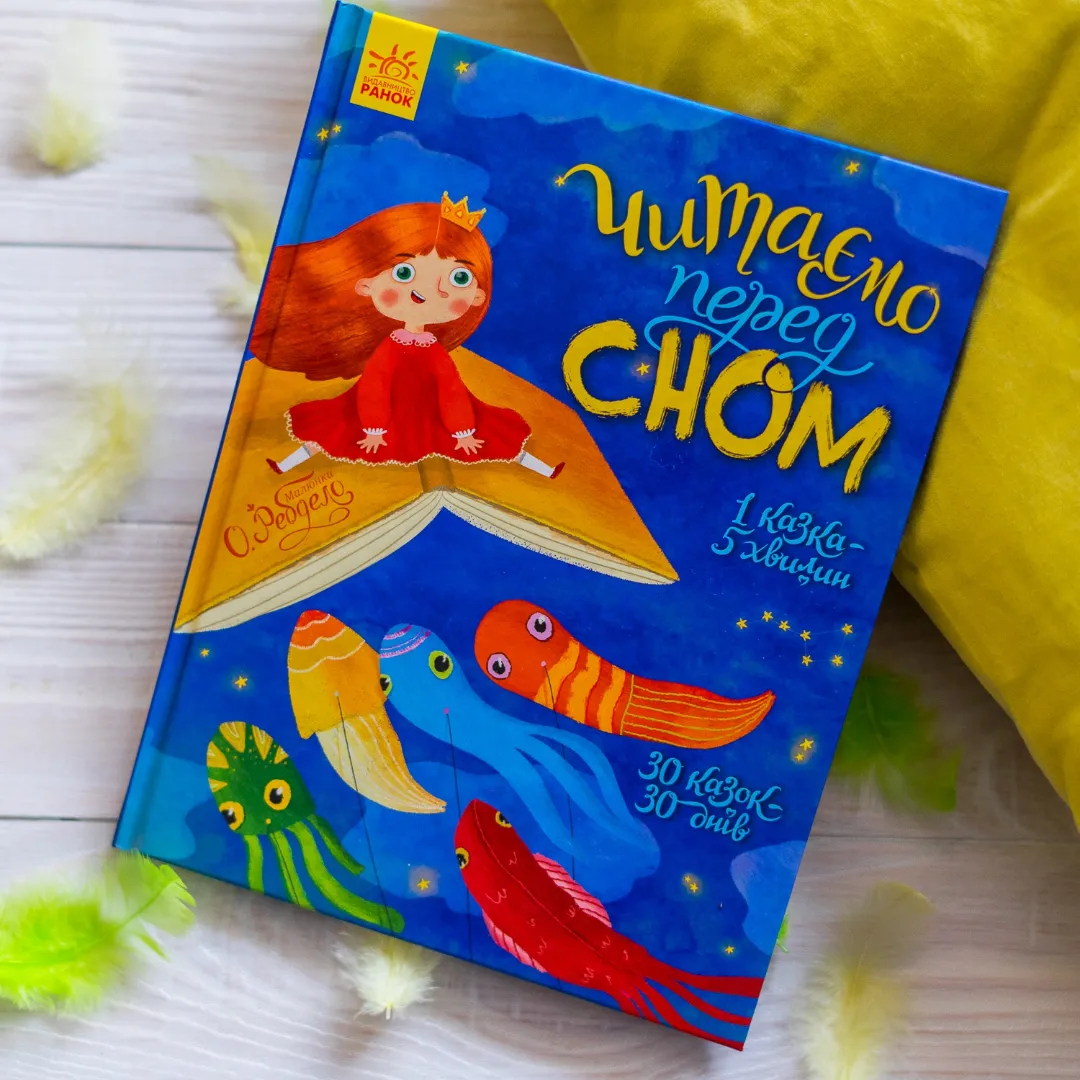 ВИДАВНИЦТВО
РАНОК
Читаємо
перед
СНОМ
Малюнки
О. Ребдело
1 казка-
5 хвилин
30 казок-
30 днів